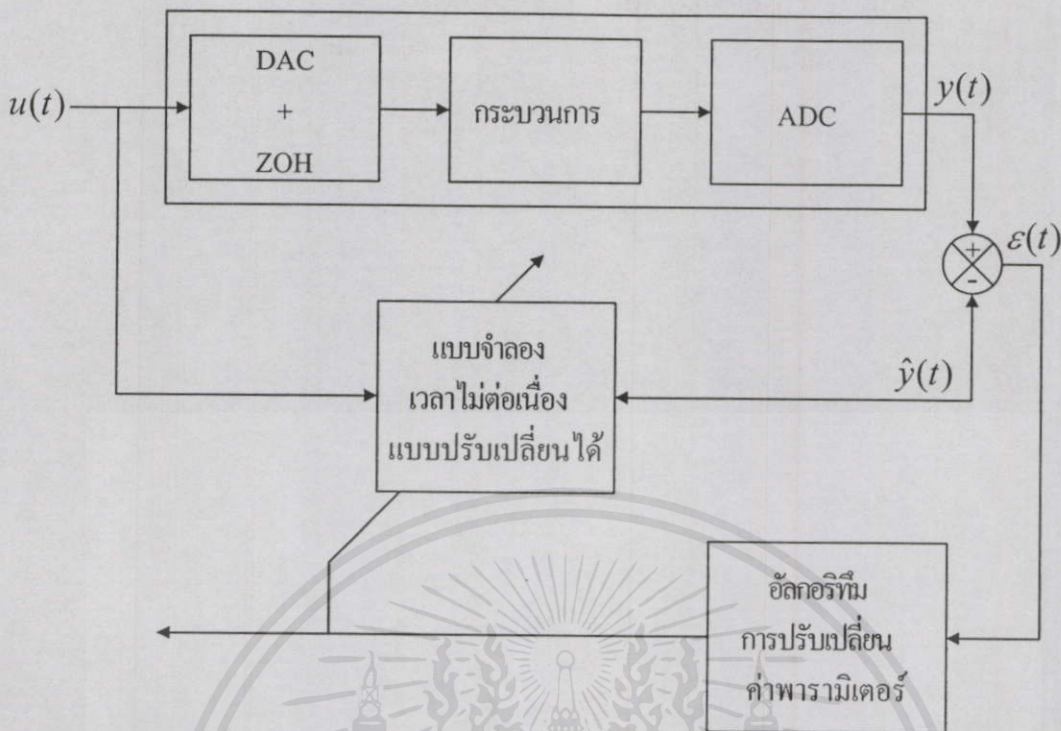 DAC
+
ZOH
กระบวนการ
ADC
u(t)
y(t)
+
-
ε(t)
แบบจำลอง
เวลาไม่ต่อเนื่อง
แบบปรับเปลี่ยนได้
ŷ(t)
อัลกอริทึม
การปรับเปลี่ยน
ค่าพารามิเตอร์